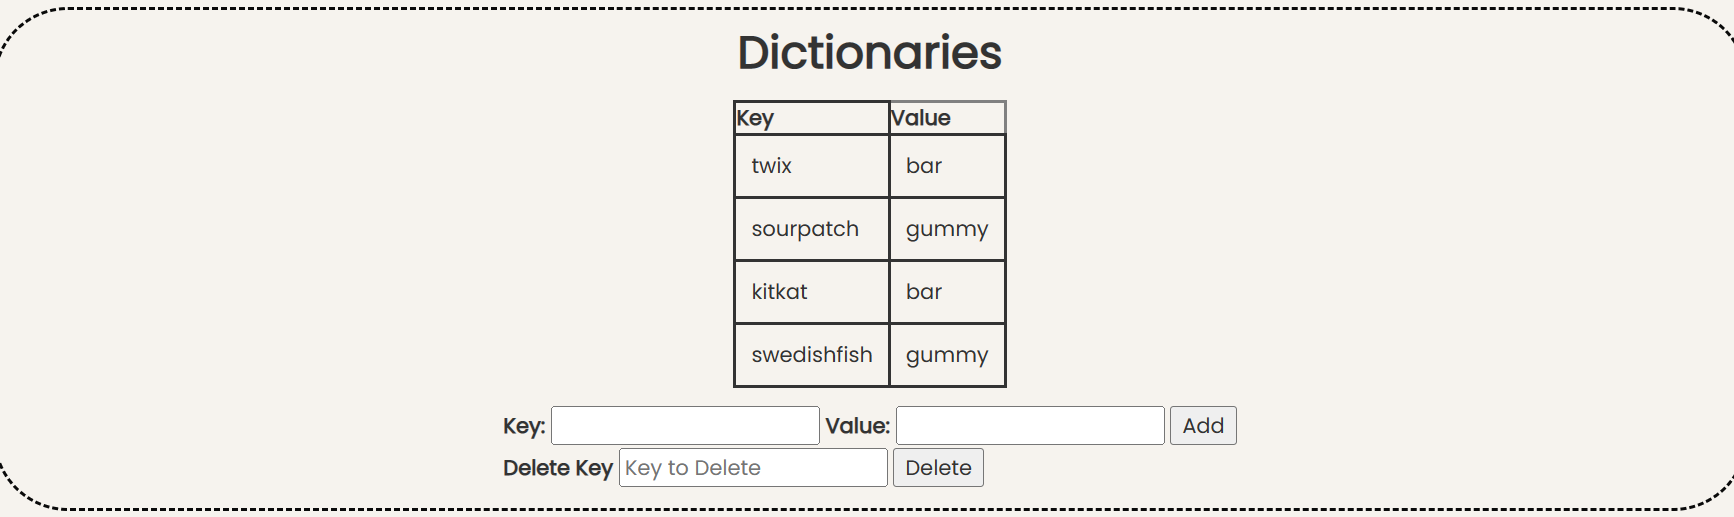 Dictionaries
Key Value
twix bar
sourpatch gummy
kitkat bar
swedishfish gummy
Key: Value: Add
Delete Key Key to Delete Delete